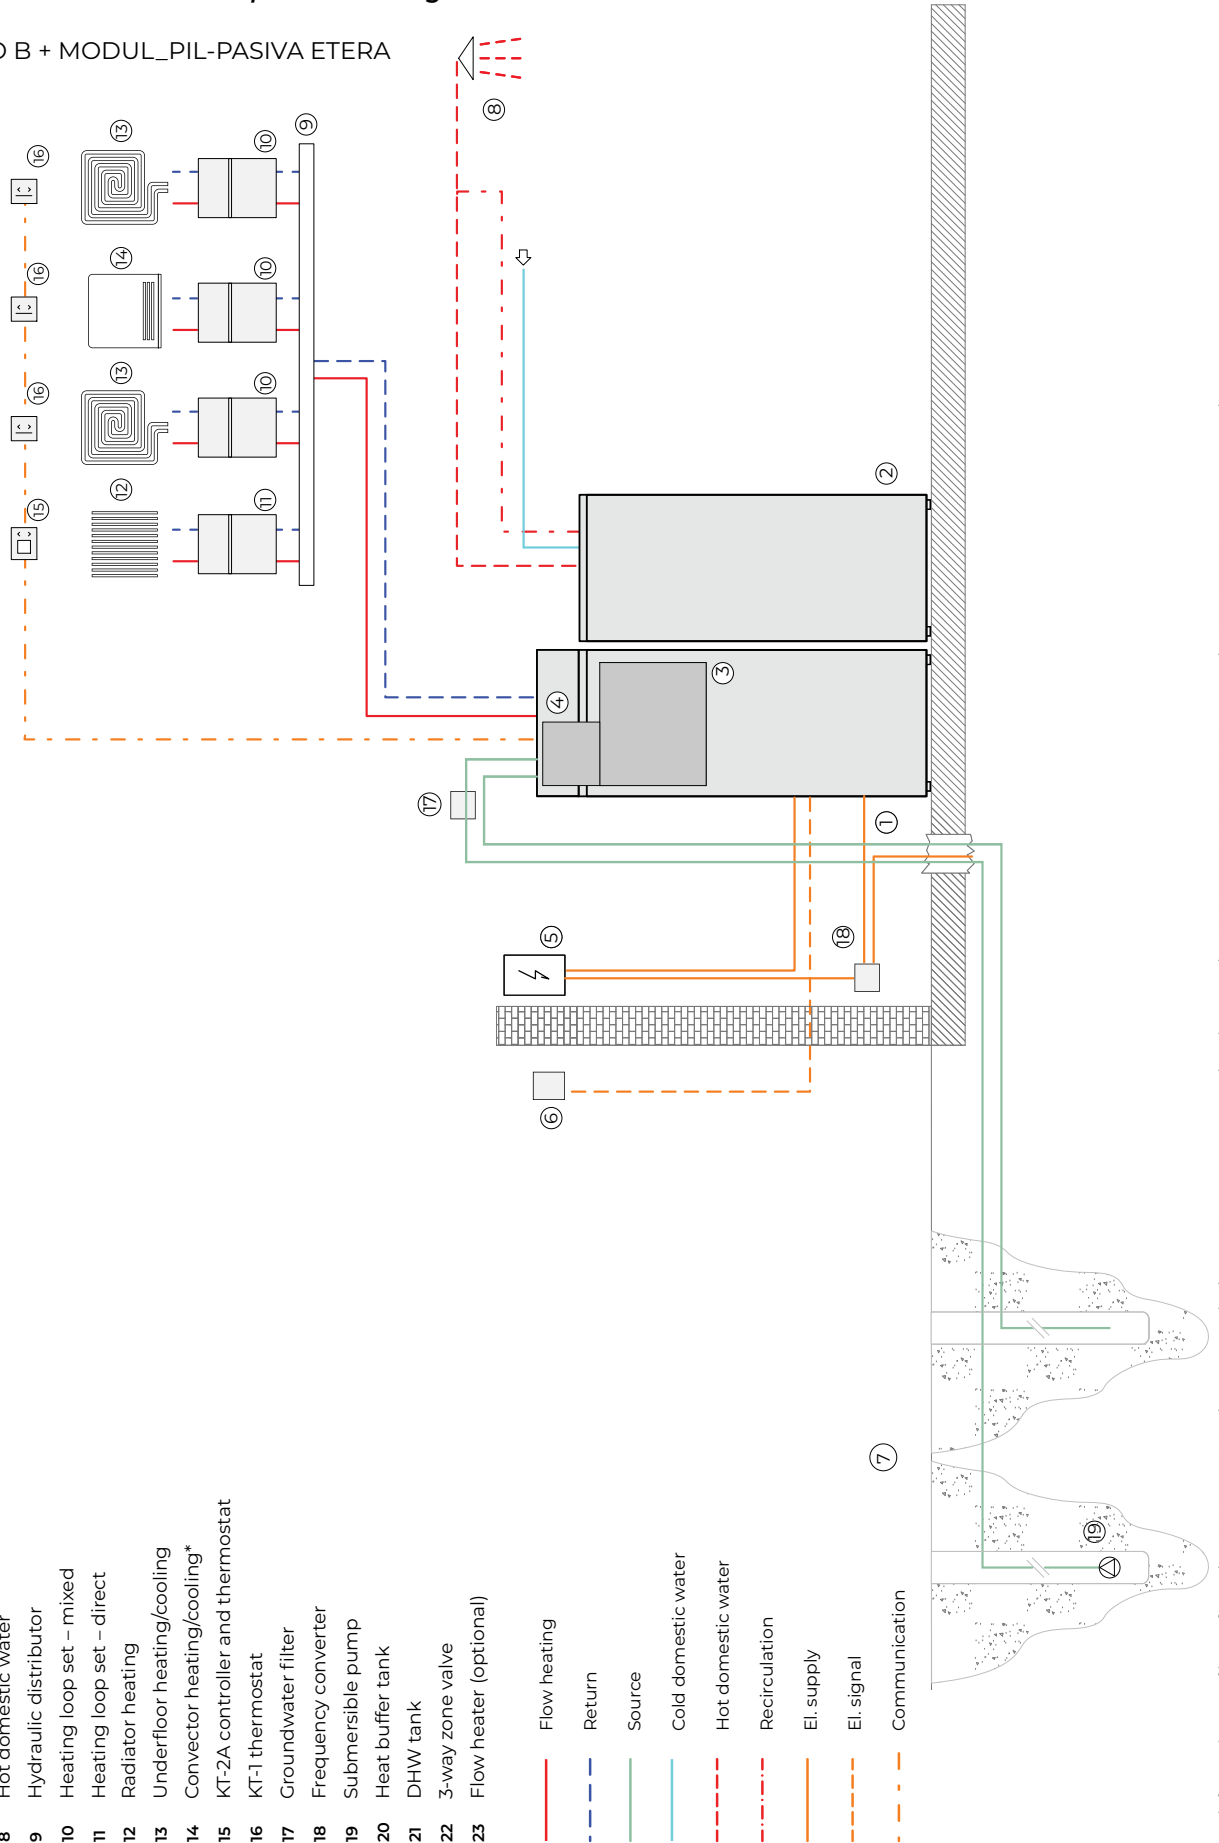 B + MODUL_PIL-PASIVA ETERA
8 Hot domestic water
9 Hydraulic distributor
10 Heating loop set – mixed
11 Heating loop set – direct
12 Radiator heating
13 Underfloor heating/cooling
14 Convector heating/cooling*
15 KT-2A controller and thermostat
16 KT-1 thermostat
17 Groundwater filter
18 Frequency converter
19 Submersible pump
20 Heat buffer tank
21 DHW tank
22 3-way zone valve
23 Flow heater (optional)
Flow heating
Return
Source
Cold domestic water
Hot domestic water
Recirculation
El. supply
El. signal
Communication
16
16
16
15
13
14
13
12
10
10
10
11
9
8
2
3
4
17
1
5
18
6
7
19